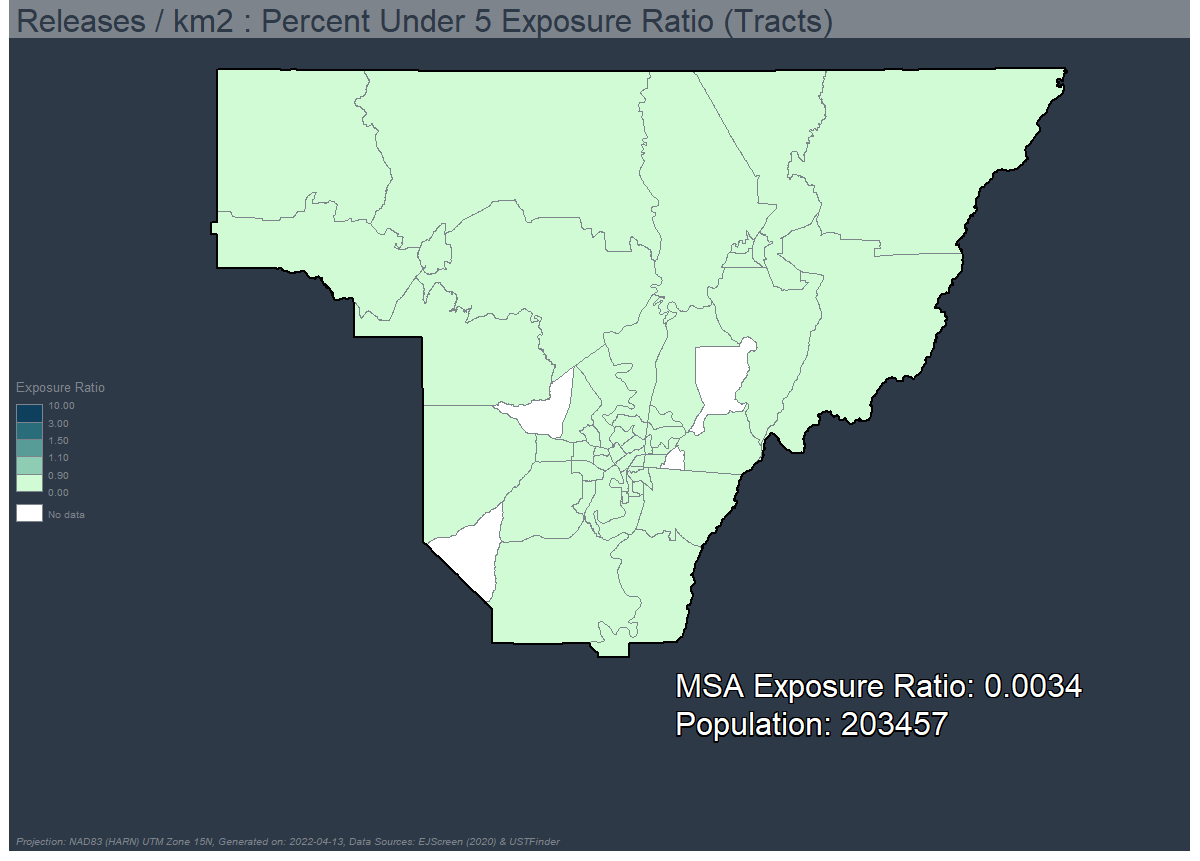 Releases / km2 : Percent Under 5 Exposure Ratio (Tracts)
Exposure Ratio
10.00
3.00
1.50
1.10
0.90
0.00
No data
MSA Exposure Ratio: 0.0034
Population: 203457
Projection: NAD83 (HARN) UTM Zone 15N, Generated on: 2022-04-13, Data Sources: EJScreen (2020) & USTFinder